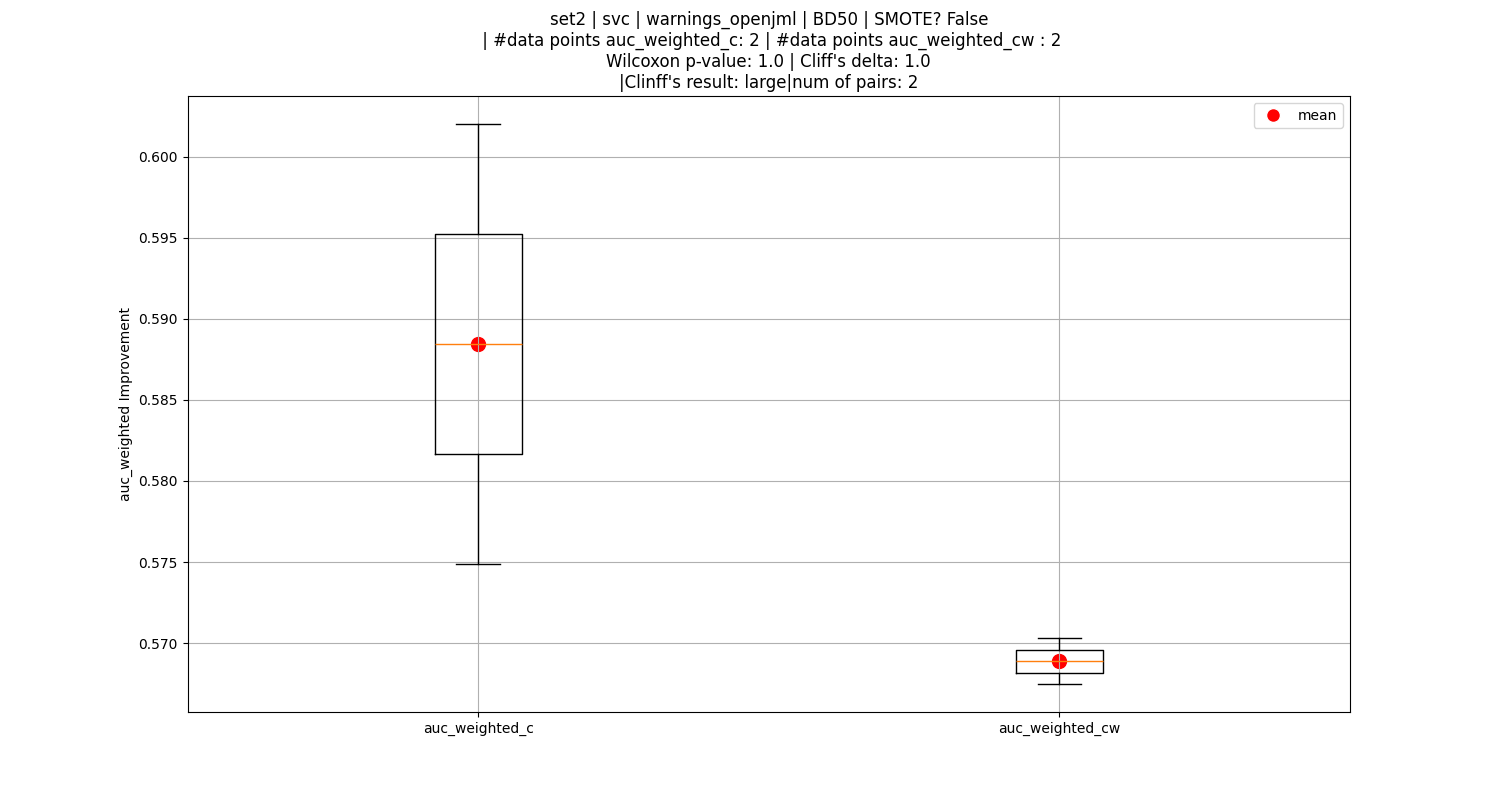 set2 | svc | warnings_openjml | BD50 | SMOTE? False
| #data points auc_weighted_c: 2 | #data points auc_weighted_cw : 2
Wilcoxon p-value: 1.0 | Cliff's delta: 1.0
|Clinff's result: large|num of pairs: 2
mean
0.600
0.595
0.590
0.585
0.580
0.575
0.570
auc_weighted Improvement
auc_weighted_c
auc_weighted_cw